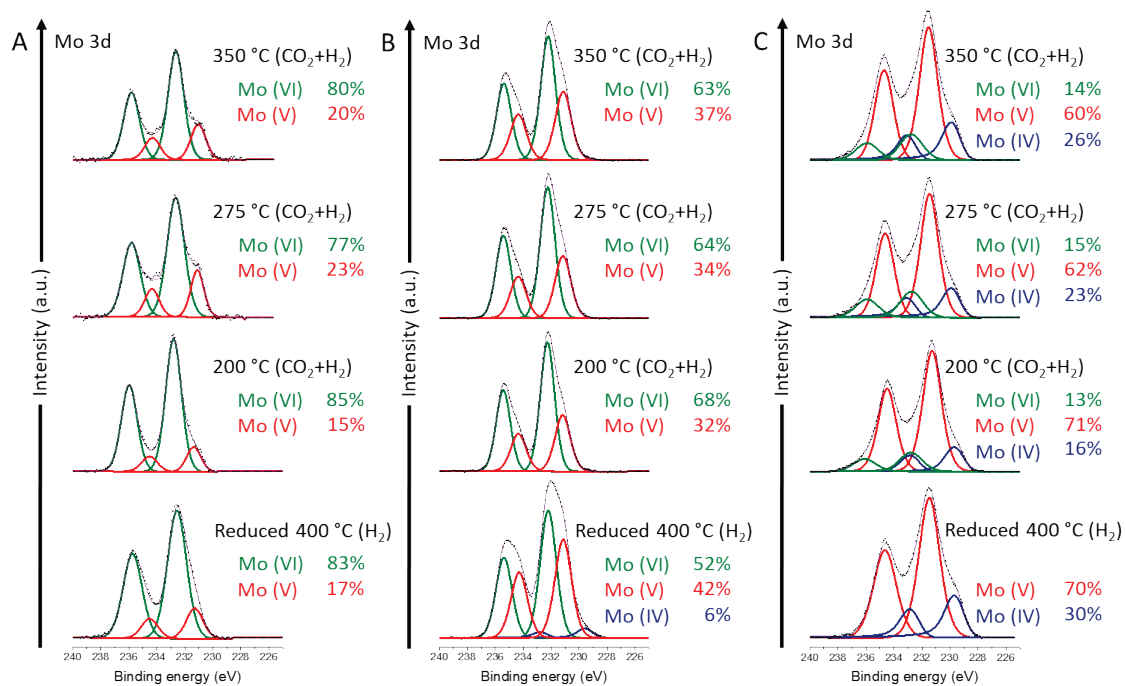 A
Mo 3d
Intensity (a.u.)
350 °C (CO₂+H₂)
Mo (VI) 80%
Mo (V) 20%
275 °C (CO₂+H₂)
Mo (VI) 77%
Mo (V) 23%
200 °C (CO₂+H₂)
Mo (VI) 85%
Mo (V) 15%
Reduced 400 °C (H₂)
Mo (VI) 83%
Mo (V) 17%
240 238 236 234 232 230 228 226
Binding energy (eV)
B
Mo 3d
Intensity (a.u.)
350 °C (CO₂+H₂)
Mo (VI) 63%
Mo (V) 37%
275 °C (CO₂+H₂)
Mo (VI) 64%
Mo (V) 34%
200 °C (CO₂+H₂)
Mo (VI) 68%
Mo (V) 32%
Reduced 400 °C (H₂)
Mo (VI) 52%
Mo (V) 42%
Mo (IV) 6%
240 238 236 234 232 230 228 226
Binding energy (eV)
C
Mo 3d
Intensity (a.u.)
350 °C (CO₂+H₂)
Mo (VI) 14%
Mo (V) 60%
Mo (IV) 26%
275 °C (CO₂+H₂)
Mo (VI) 15%
Mo (V) 62%
Mo (IV) 23%
200 °C (CO₂+H₂)
Mo (VI) 13%
Mo (V) 71%
Mo (IV) 16%
Reduced 400 °C (H₂)
Mo (V) 70%
Mo (IV) 30%
240 238 236 234 232 230 228 226
Binding energy (eV)